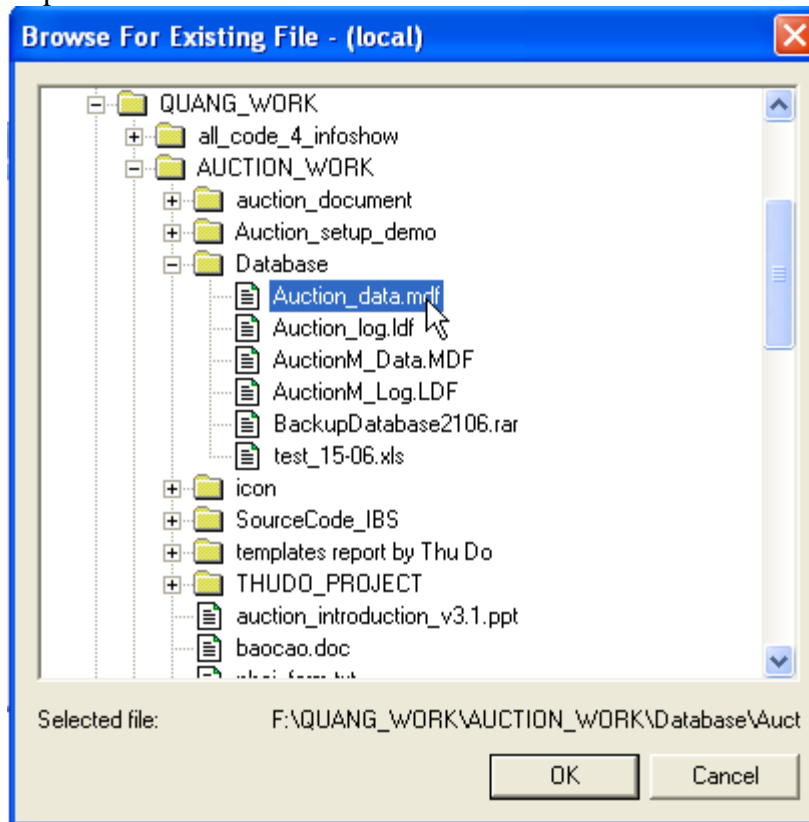 Browse For Existing File - (local)
QUANG_WORK
all_code_4_infoshow
AUCTION_WORK
auction_document
Auction_setup_demo
Database
Auction_data.mdf
Auction_log.ldf
AuctionM_Data.MDF
AuctionM_Log.LDF
BackupDatabase2106.rar
test_15-06.xls
icon
SourceCode_IBS
templates report by Thu Do
THUDO_PROJECT
auction_introduction_v3.1.ppt
baocao.doc
Selected file: F:\QUANG_WORK\AUCTION_WORK\Database\Auct
OK Cancel